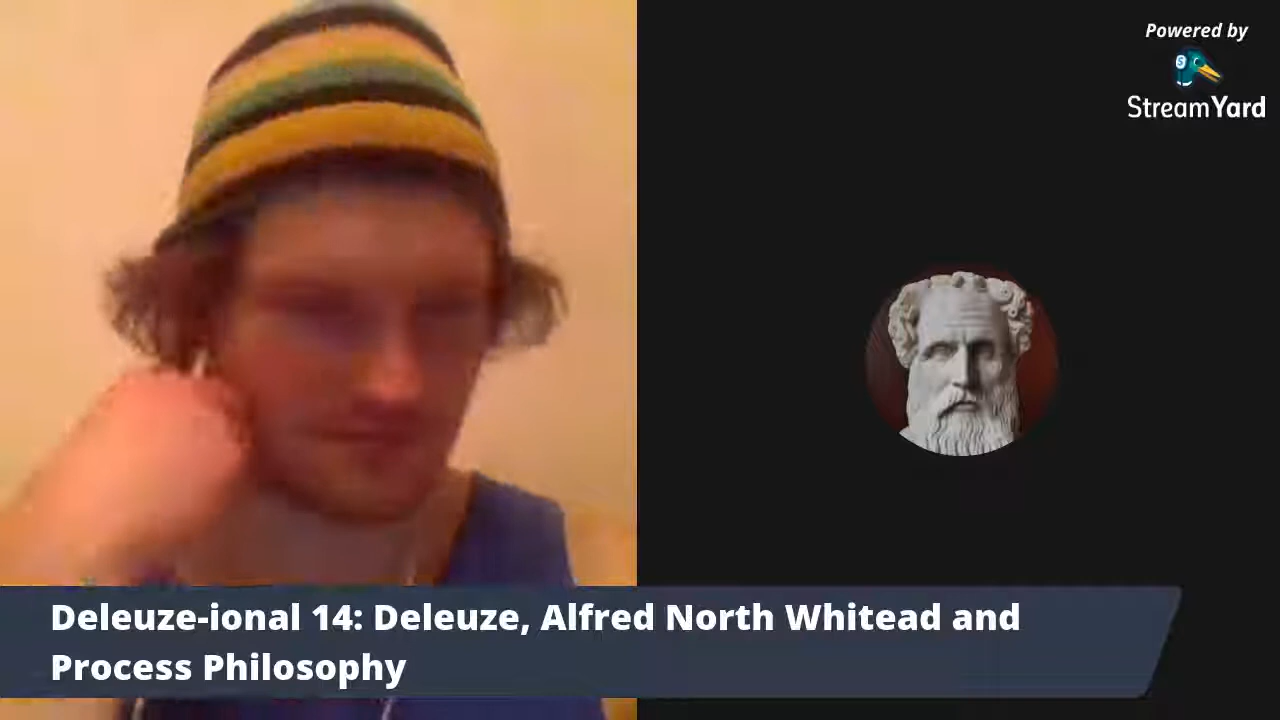 Powered by
S
StreamYard
Deleuze-ional 14: Deleuze, Alfred North Whitead and
Process Philosophy